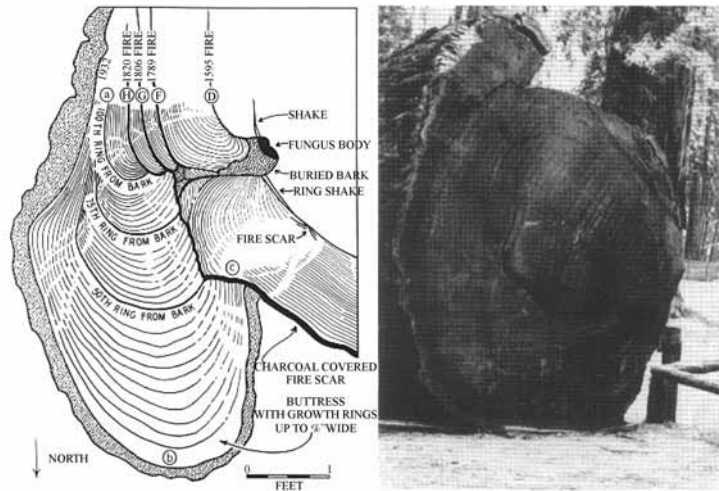 1932
1820 FIRE
1806 FIRE
1789 FIRE
1595 FIRE
a
H
G
F
D
SHAKE
FUNGUS BODY
BURIED BARK
RING SHAKE
100TH RING FROM BARK
75TH RING FROM BARK
FIRE SCAR
c
50TH RING FROM BARK
CHARCOAL COVERED
FIRE SCAR
BUTTRESS
WITH GROWTH RINGS
UP TO WIDE
NORTH
b
0 1
FEET